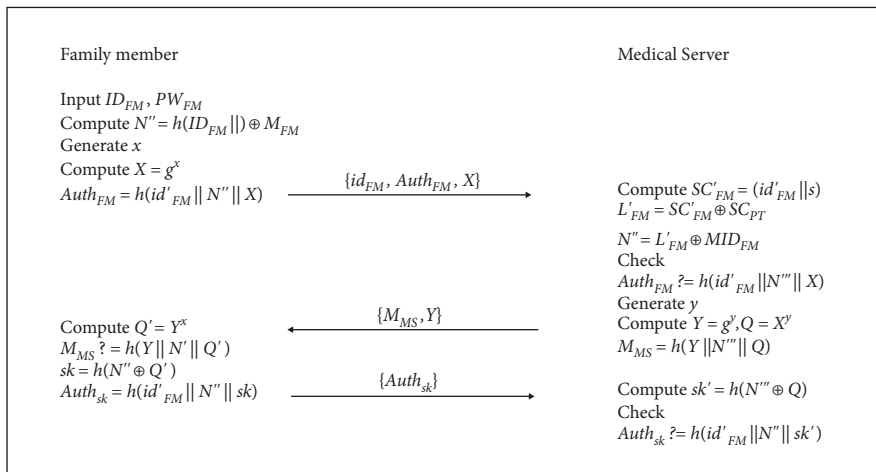 Family member
Medical Server
Input ID_FM, PW_FM
Compute N″ = h(ID_FM||) ⊕ M_FM
Generate x
Compute X = g^x
Auth_FM = h(id′_FM || N″ || X)
{id_FM, Auth_FM, X}
Compute SC′_FM = (id′_FM ||s)
L′_FM = SC′_FM ⊕ SC_PT
N″ = L′_FM ⊕ MID_FM
Check
Auth_FM ?= h(id′_FM ||N‴|| X)
Generate y
{M_MS, Y}
Compute Y = g^y, Q = X^y
M_MS = h(Y ||N‴|| Q)
Compute Q′ = Y^x
M_MS ? = h(Y || N′ || Q′)
sk = h(N″ ⊕ Q′)
Auth_sk = h(id′_FM || N″ || sk)
{Auth_sk}
Compute sk′ = h(N‴ ⊕ Q)
Check
Auth_sk ?= h(id′_FM ||N″|| sk′)